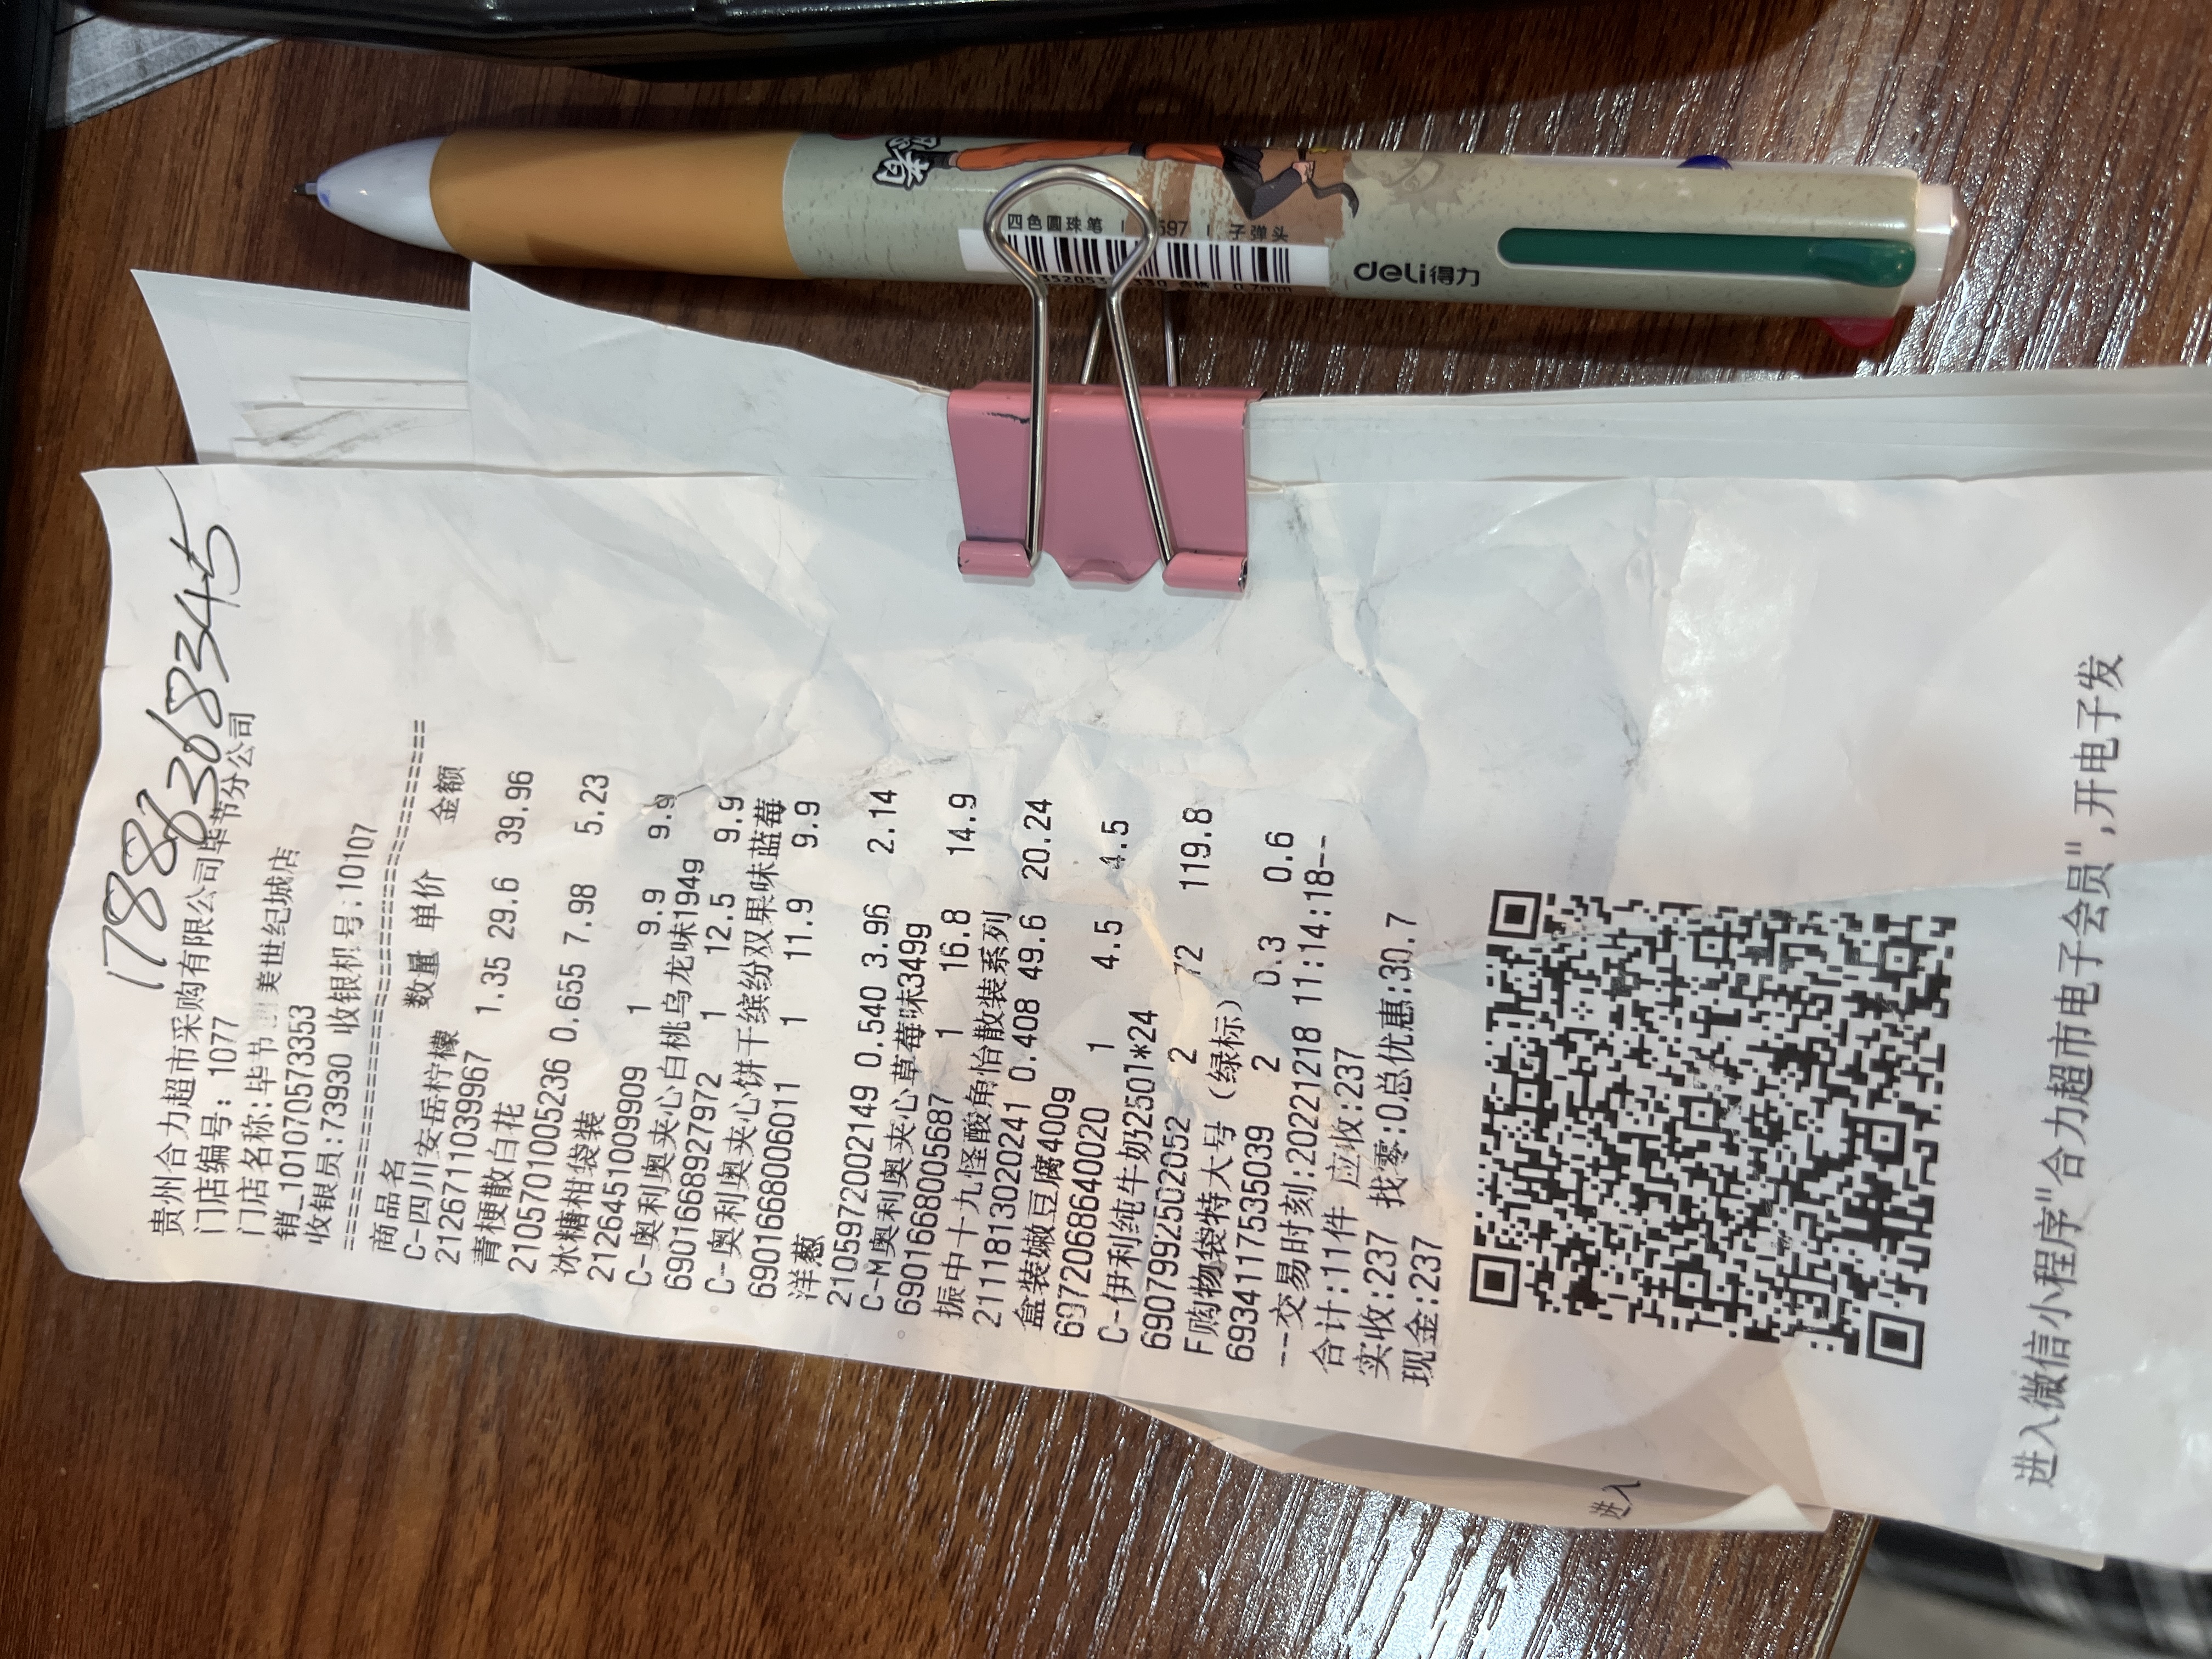 17886368345
贵州合力超市采购有限公司毕节分公司
门店编号: 1077
门店名称:毕节 美世纪城店
销_101070573353
收银员:73930 收银机号:10107
商品名 数量 单价 金额
C-四川安岳柠檬
2126711039967 1.35 29.6 39.96
青梗散白花
2105701005236 0.655 7.98 5.23
冰糖柑袋装
2126451009909 1 9.9 9.9
C-奥利奥夹心白桃乌龙味194g
6901668927972 1 12.5 9.9
C-奥利奥夹心饼干缤纷双果味蓝莓
6901668006011 1 11.9 9.9
洋葱
2105972002149 0.540 3.96 2.14
C-M奥利奥夹心草莓味349g
6901668005687 1 16.8 14.9
振中十九怪酸角怡散装系列
2111813020241 0.408 49.6 20.24
盒装嫩豆腐400g
6972068640020 1 4.5 4.5
C-伊利纯牛奶2501*24
6907992502052 2 72 119.8
F购物袋特大号（绿标）
6934117535039 2 0.3 0.6
--交易时刻:20221218 11:14:18--
合计:11件 应收:237
实收:237 找零:0总优惠:30.7
现金:237
进入微信小程序"合力超市电子会员",开电子发
进入
四色圆珠笔 | 597 | 子弹头
deli得力
者